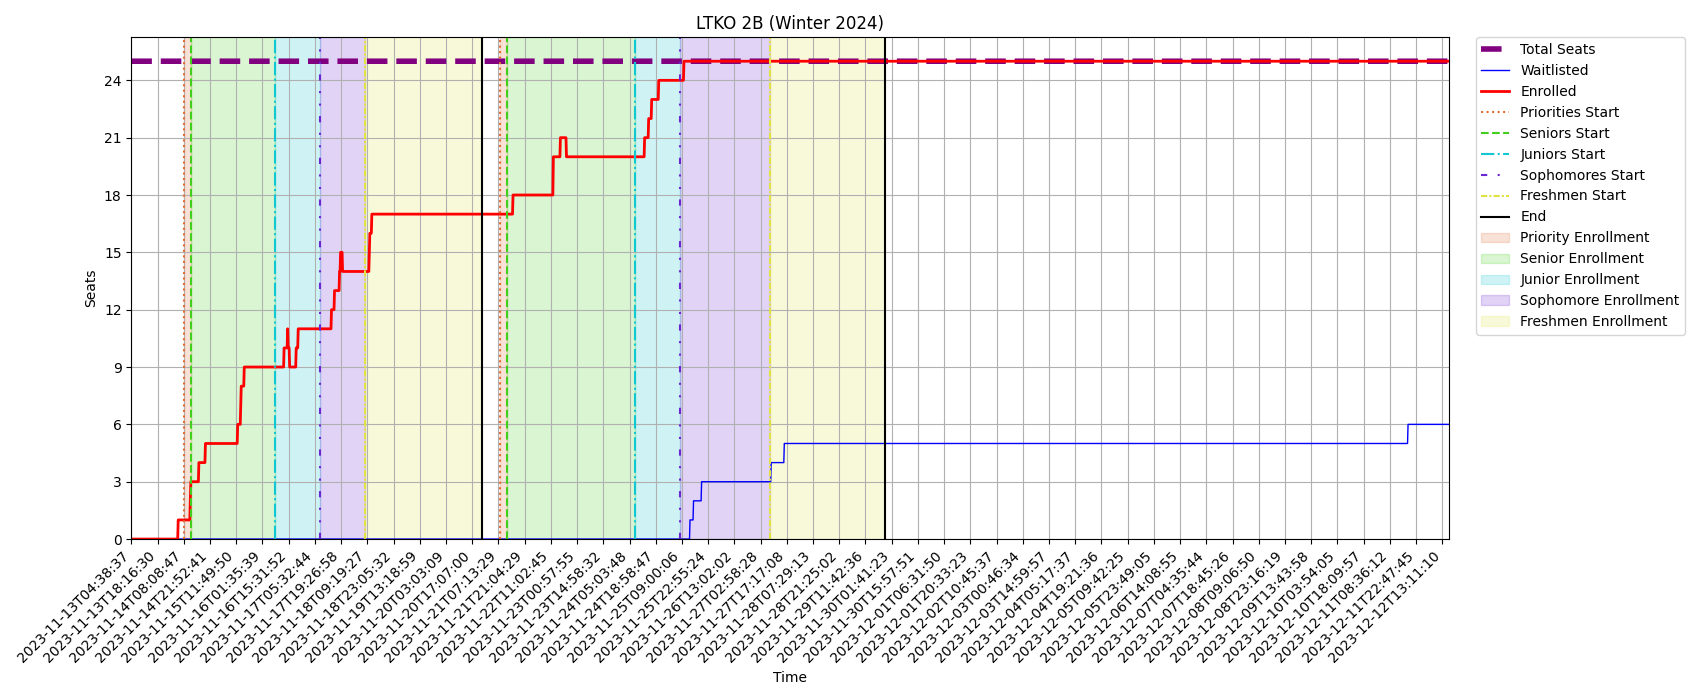 LTKO 2B (Winter 2024)
Seats
24
21
18
15
12
9
6
3
0
2023-11-13T04:38:37
2023-11-13T18:16:30
2023-11-14T08:08:47
2023-11-14T21:52:41
2023-11-15T11:49:50
2023-11-16T01:35:39
2023-11-16T15:31:52
2023-11-17T05:32:44
2023-11-17T19:26:58
2023-11-18T09:19:27
2023-11-18T23:05:32
2023-11-19T13:18:59
2023-11-20T03:03:09
2023-11-20T17:07:00
2023-11-21T07:13:29
2023-11-21T21:04:29
2023-11-22T11:02:45
2023-11-23T00:57:55
2023-11-23T14:58:32
2023-11-24T05:03:48
2023-11-24T18:58:47
2023-11-25T09:00:06
2023-11-25T22:55:24
2023-11-26T13:02:02
2023-11-27T02:58:28
2023-11-27T17:17:08
2023-11-28T07:29:13
2023-11-28T21:25:02
2023-11-29T11:42:36
2023-11-30T01:41:23
2023-11-30T15:57:51
2023-12-01T06:31:50
2023-12-01T20:33:23
2023-12-02T10:45:37
2023-12-03T00:46:34
2023-12-03T14:59:57
2023-12-04T05:17:37
2023-12-04T19:21:36
2023-12-05T09:42:25
2023-12-05T23:49:05
2023-12-06T14:08:55
2023-12-07T04:35:44
2023-12-07T18:45:26
2023-12-08T09:06:50
2023-12-08T23:16:19
2023-12-09T13:43:58
2023-12-10T03:54:05
2023-12-10T18:09:57
2023-12-11T08:36:12
2023-12-11T22:47:45
2023-12-12T13:11:10
Time
Total Seats
Waitlisted
Enrolled
Priorities Start
Seniors Start
Juniors Start
Sophomores Start
Freshmen Start
End
Priority Enrollment
Senior Enrollment
Junior Enrollment
Sophomore Enrollment
Freshmen Enrollment